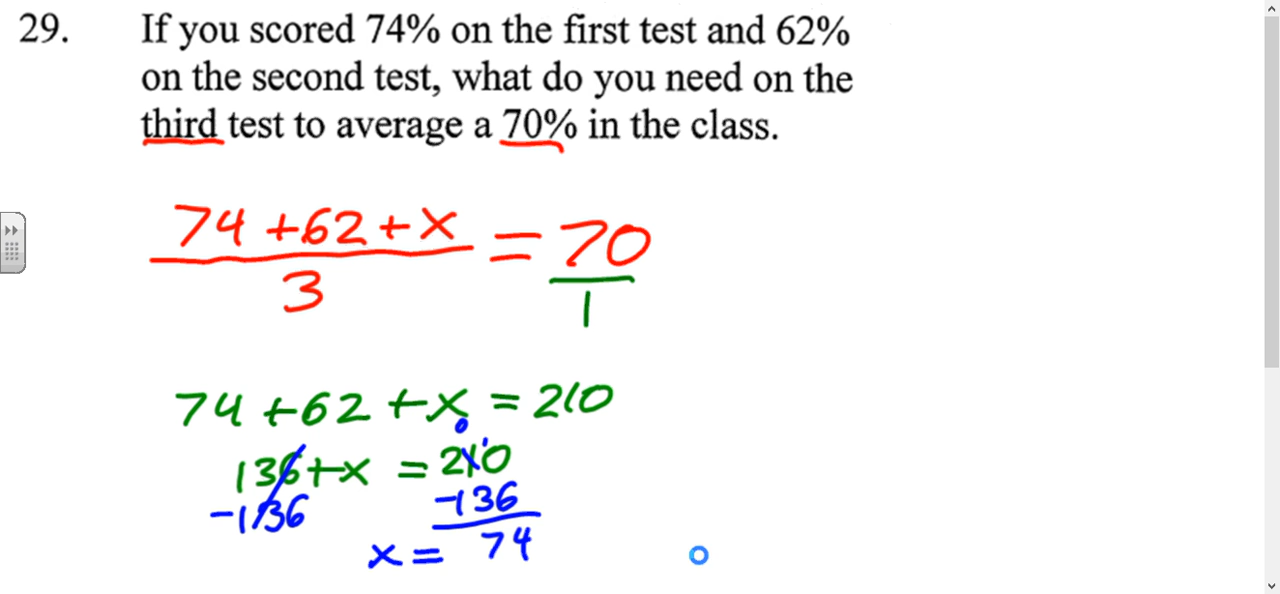 29. If you scored 74% on the first test and 62%
on the second test, what do you need on the
third test to average a 70% in the class.
74 + 62 + x = 70
3 1
74 + 62 + x = 210
136 + x = 210
-136 -136
x = 74